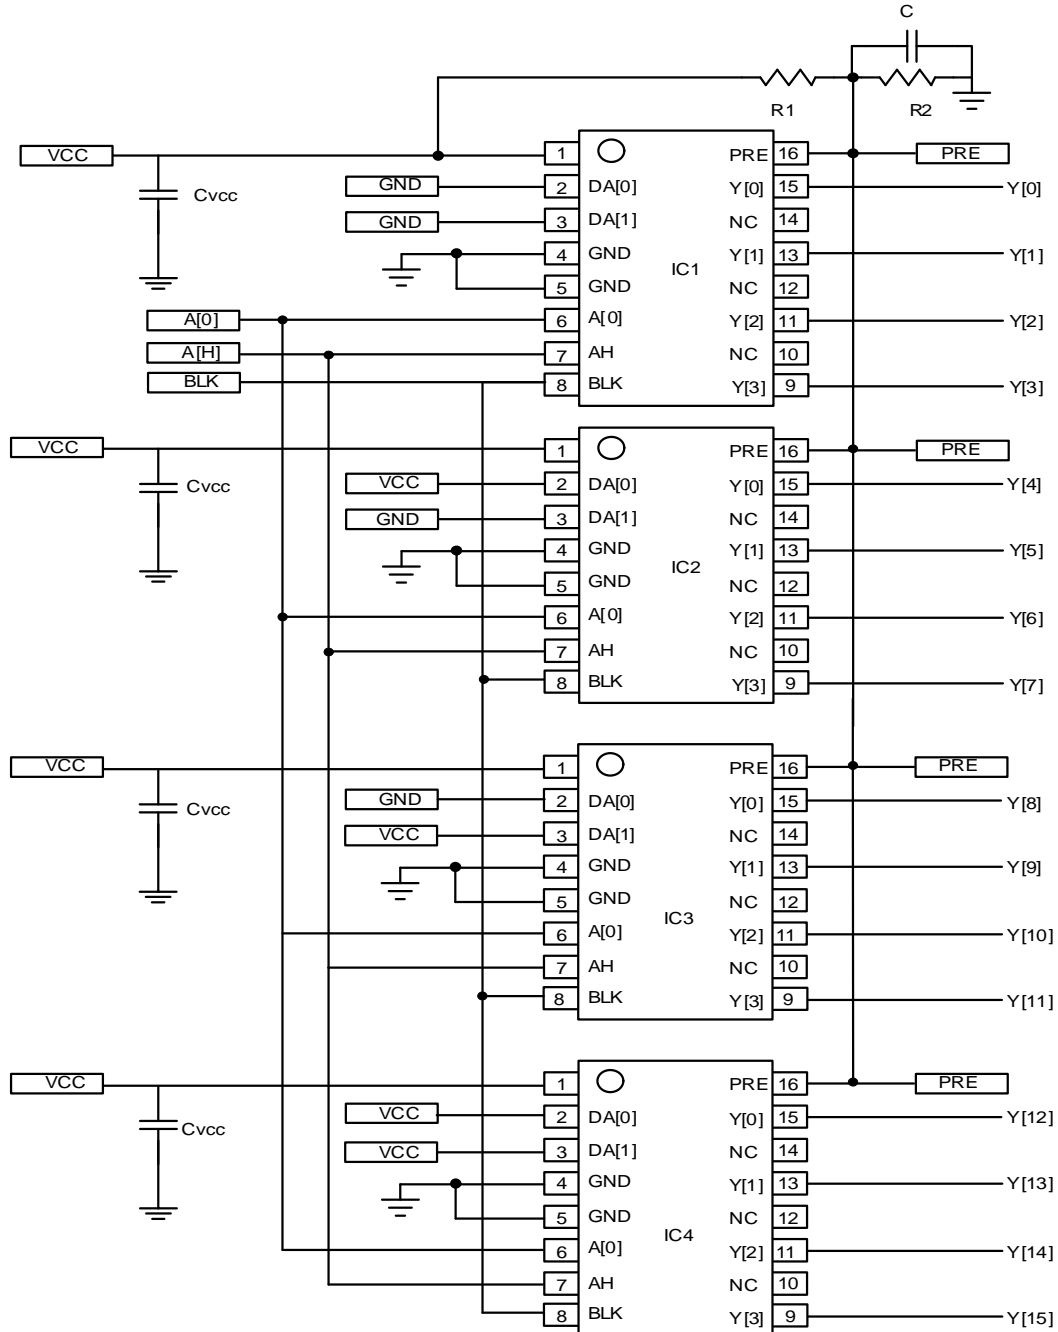 C
R1
R2
VCC
1
PRE
16
PRE
Cvcc
GND
2
DA[0]
Y[0]
15
Y[0]
GND
3
DA[1]
NC
14
4
GND
Y[1]
13
Y[1]
IC1
5
GND
NC
12
A[0]
6
A[0]
Y[2]
11
Y[2]
A[H]
7
AH
NC
10
BLK
8
BLK
Y[3]
9
Y[3]
VCC
1
PRE
16
PRE
Cvcc
VCC
2
DA[0]
Y[0]
15
Y[4]
GND
3
DA[1]
NC
14
4
GND
Y[1]
13
Y[5]
IC2
5
GND
NC
12
6
A[0]
Y[2]
11
Y[6]
7
AH
NC
10
8
BLK
Y[3]
9
Y[7]
VCC
1
PRE
16
PRE
Cvcc
GND
2
DA[0]
Y[0]
15
Y[8]
VCC
3
DA[1]
NC
14
4
GND
Y[1]
13
Y[9]
5
GND
NC
12
IC3
6
A[0]
Y[2]
11
Y[10]
7
AH
NC
10
8
BLK
Y[3]
9
Y[11]
VCC
1
PRE
16
PRE
Cvcc
VCC
2
DA[0]
Y[0]
15
Y[12]
VCC
3
DA[1]
NC
14
4
GND
Y[1]
13
Y[13]
5
GND
NC
12
IC4
6
A[0]
Y[2]
11
Y[14]
7
AH
NC
10
8
BLK
Y[3]
9
Y[15]